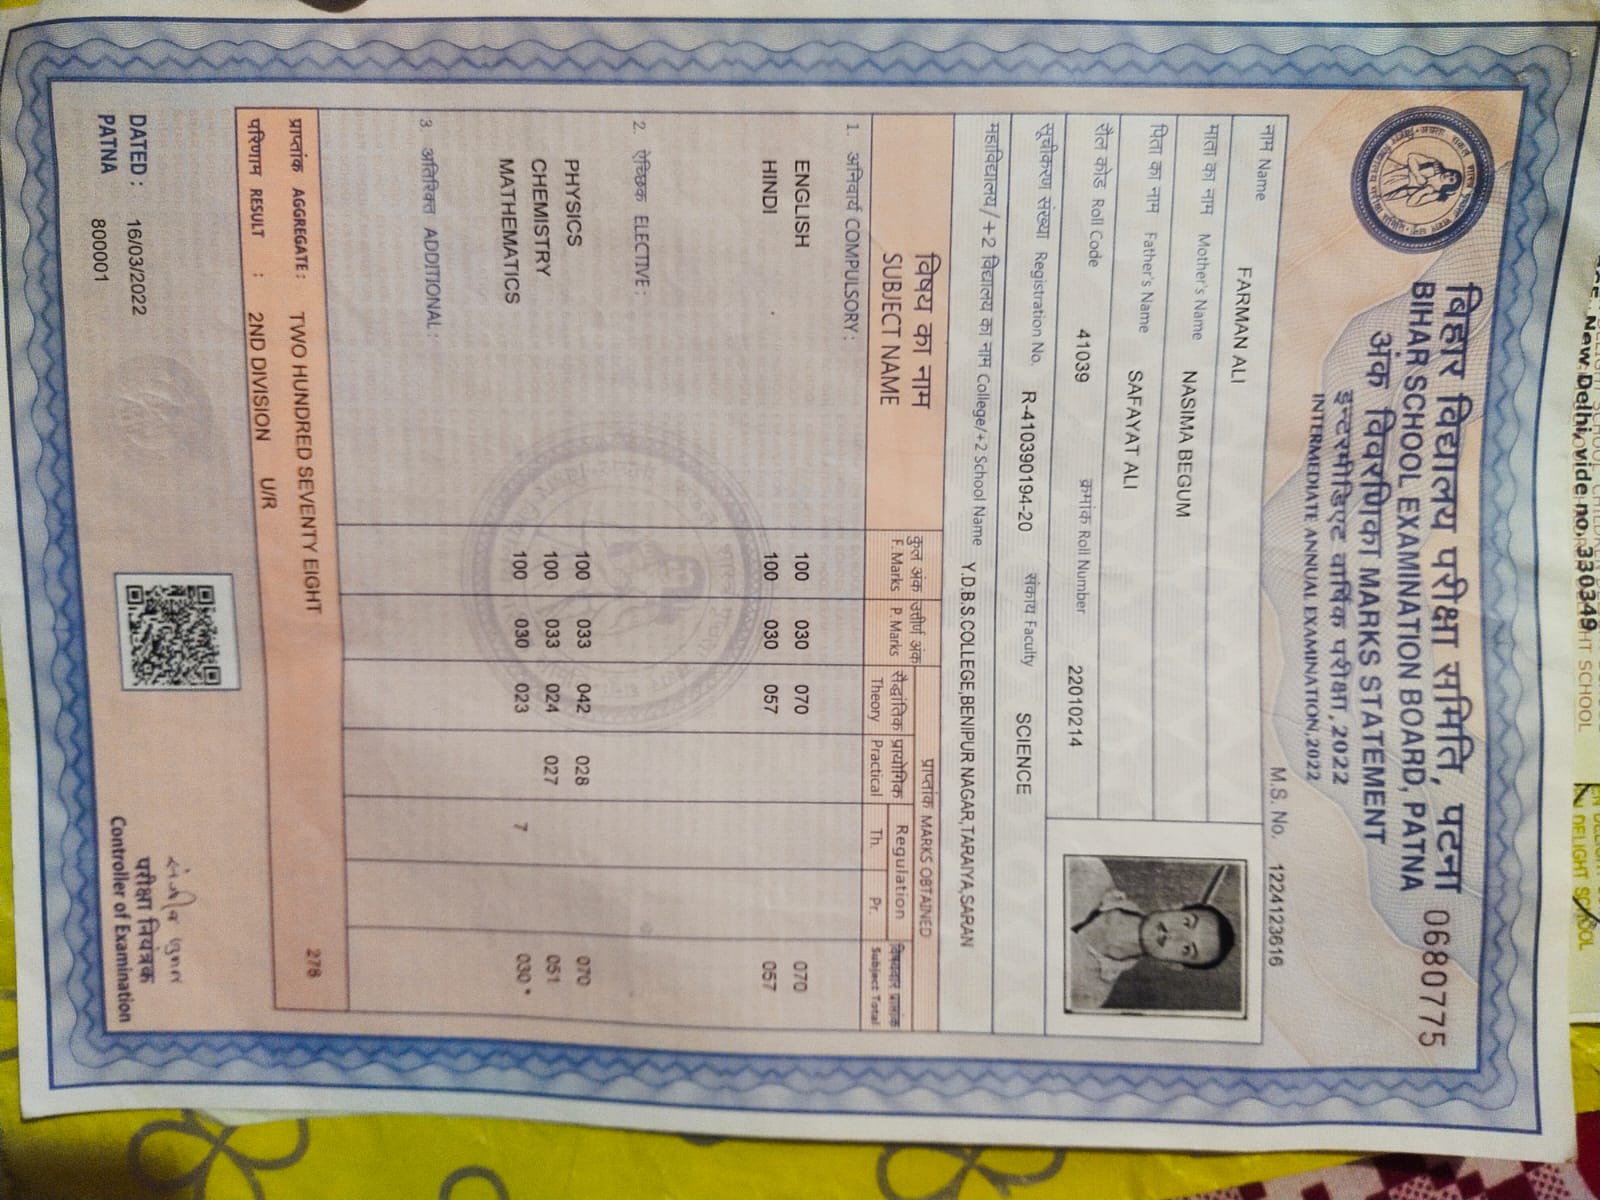 बिहार विद्यालय परीक्षा समिति, पटना
BIHAR SCHOOL EXAMINATION BOARD, PATNA
0680775
अंक विवरणिका MARKS STATEMENT
इन्टरमीडिएट वार्षिक परीक्षा, 2022
INTERMEDIATE ANNUAL EXAMINATION, 2022
M.S. No. 1224123616
नाम Name FARMAN ALI
माता का नाम Mother's Name NASIMA BEGUM
पिता का नाम Father's Name SAFAYAT ALI
रौल कोड Roll Code 41039 क्रमांक Roll Number 22010214
सूचीकरण संख्या Registration No. R-410390194-20 संकाय Faculty SCIENCE
महाविद्यालय/+2 विद्यालय का नाम College/+2 School Name Y.D.B.S.COLLEGE,BENIPUR NAGAR,TARAIYA,SARAN
विषय का नाम कुल अंक उत्तीर्ण अंक प्राप्तांक MARKS OBTAINED
SUBJECT NAME F.Marks P.Marks सैद्धांतिक Theory प्रायोगिक Practical Regulation Th. Pr. Subject Total
1. अनिवार्य COMPULSORY :
ENGLISH 100 030 070 070
HINDI 100 030 057 057
2. ऐच्छिक ELECTIVE :
PHYSICS 100 033 042 028 070
CHEMISTRY 100 033 024 027 051
MATHEMATICS 100 030 023 7 030 *
3. अतिरिक्त ADDITIONAL :
प्राप्तांक AGGREGATE : TWO HUNDRED SEVENTY EIGHT 278
परिणाम RESULT : 2ND DIVISION U/R
DATED : 16/03/2022
PATNA 800001
परीक्षा नियंत्रक
Controller of Examination
New Delhi,vide no. 330349